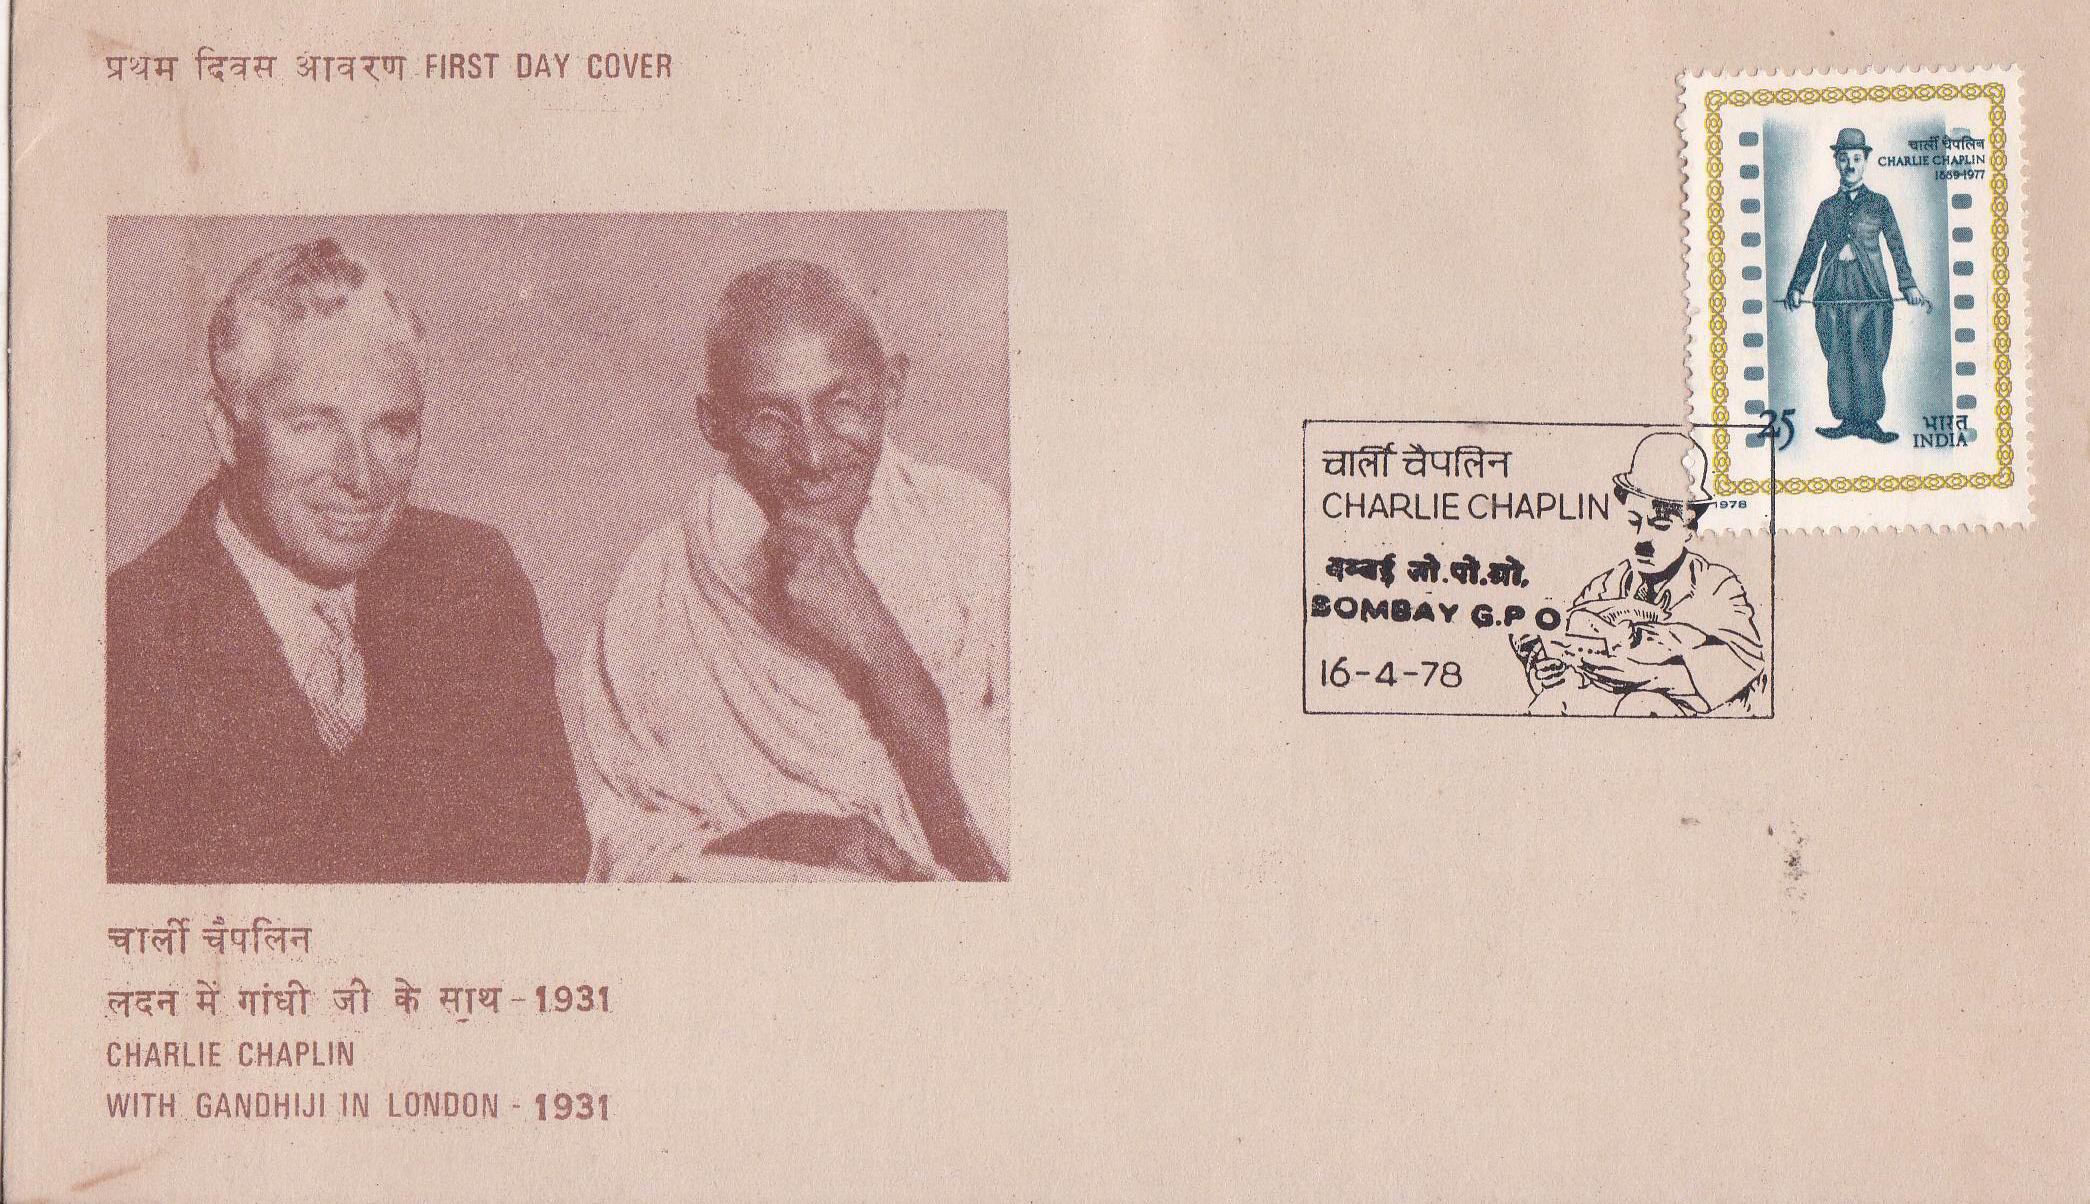 प्रथम दिवस आवरण FIRST DAY COVER
चार्ली चैपलिन
CHARLIE CHAPLIN
1889-1977
25
भारत
INDIA
1978
चार्ली चैपलिन
CHARLIE CHAPLIN
बम्बई जी.पी.ओ.
BOMBAY G.P O
16-4-78
चार्ली चैपलिन
लदन में गांधी जी के साथ - 1931
CHARLIE CHAPLIN
WITH GANDHIJI IN LONDON - 1931